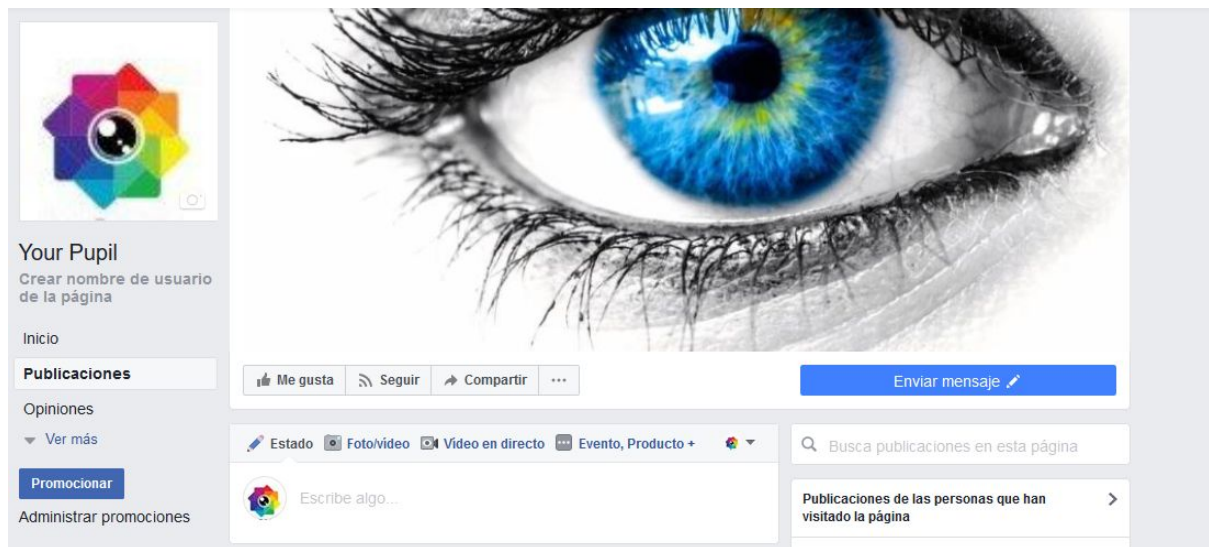 Your Pupil
Crear nombre de usuario
de la página
Inicio
Publicaciones
Opiniones
Ver más
Promocionar
Administrar promociones
Me gusta
Seguir
Compartir
...
Enviar mensaje
Estado
Foto/video
Video en directo
Evento, Producto +
Escribe algo...
Busca publicaciones en esta página
Publicaciones de las personas que han
visitado la página